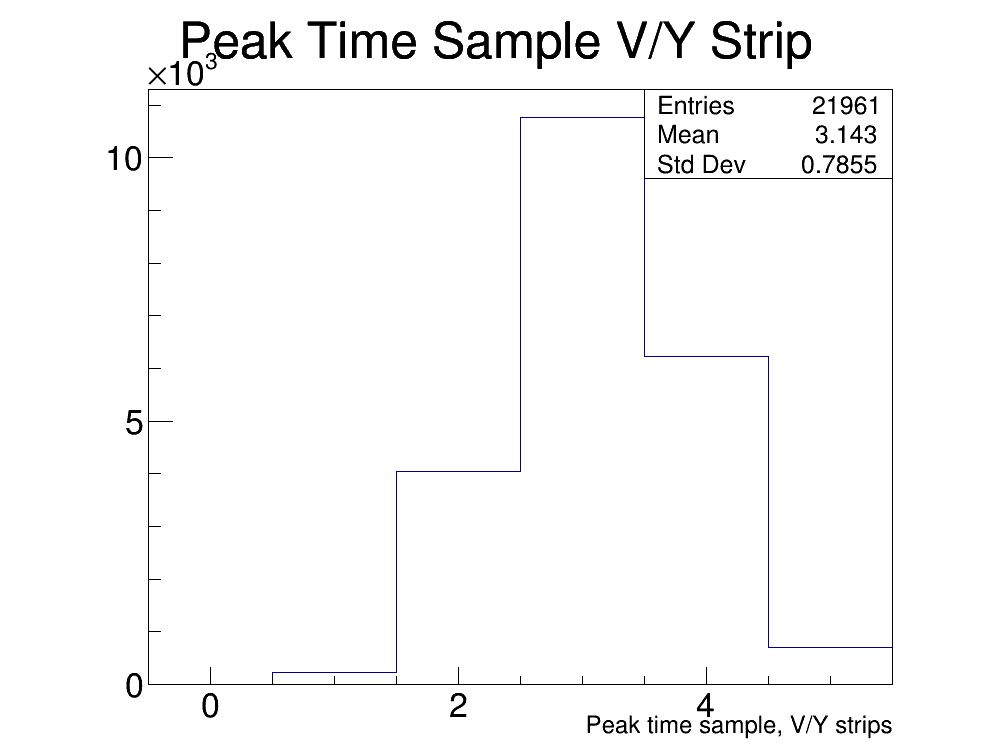 Peak Time Sample V/Y Strip
×10³
Entries 21961
Mean 3.143
Std Dev 0.7855
10
5
0
0 2 4
Peak time sample, V/Y strips